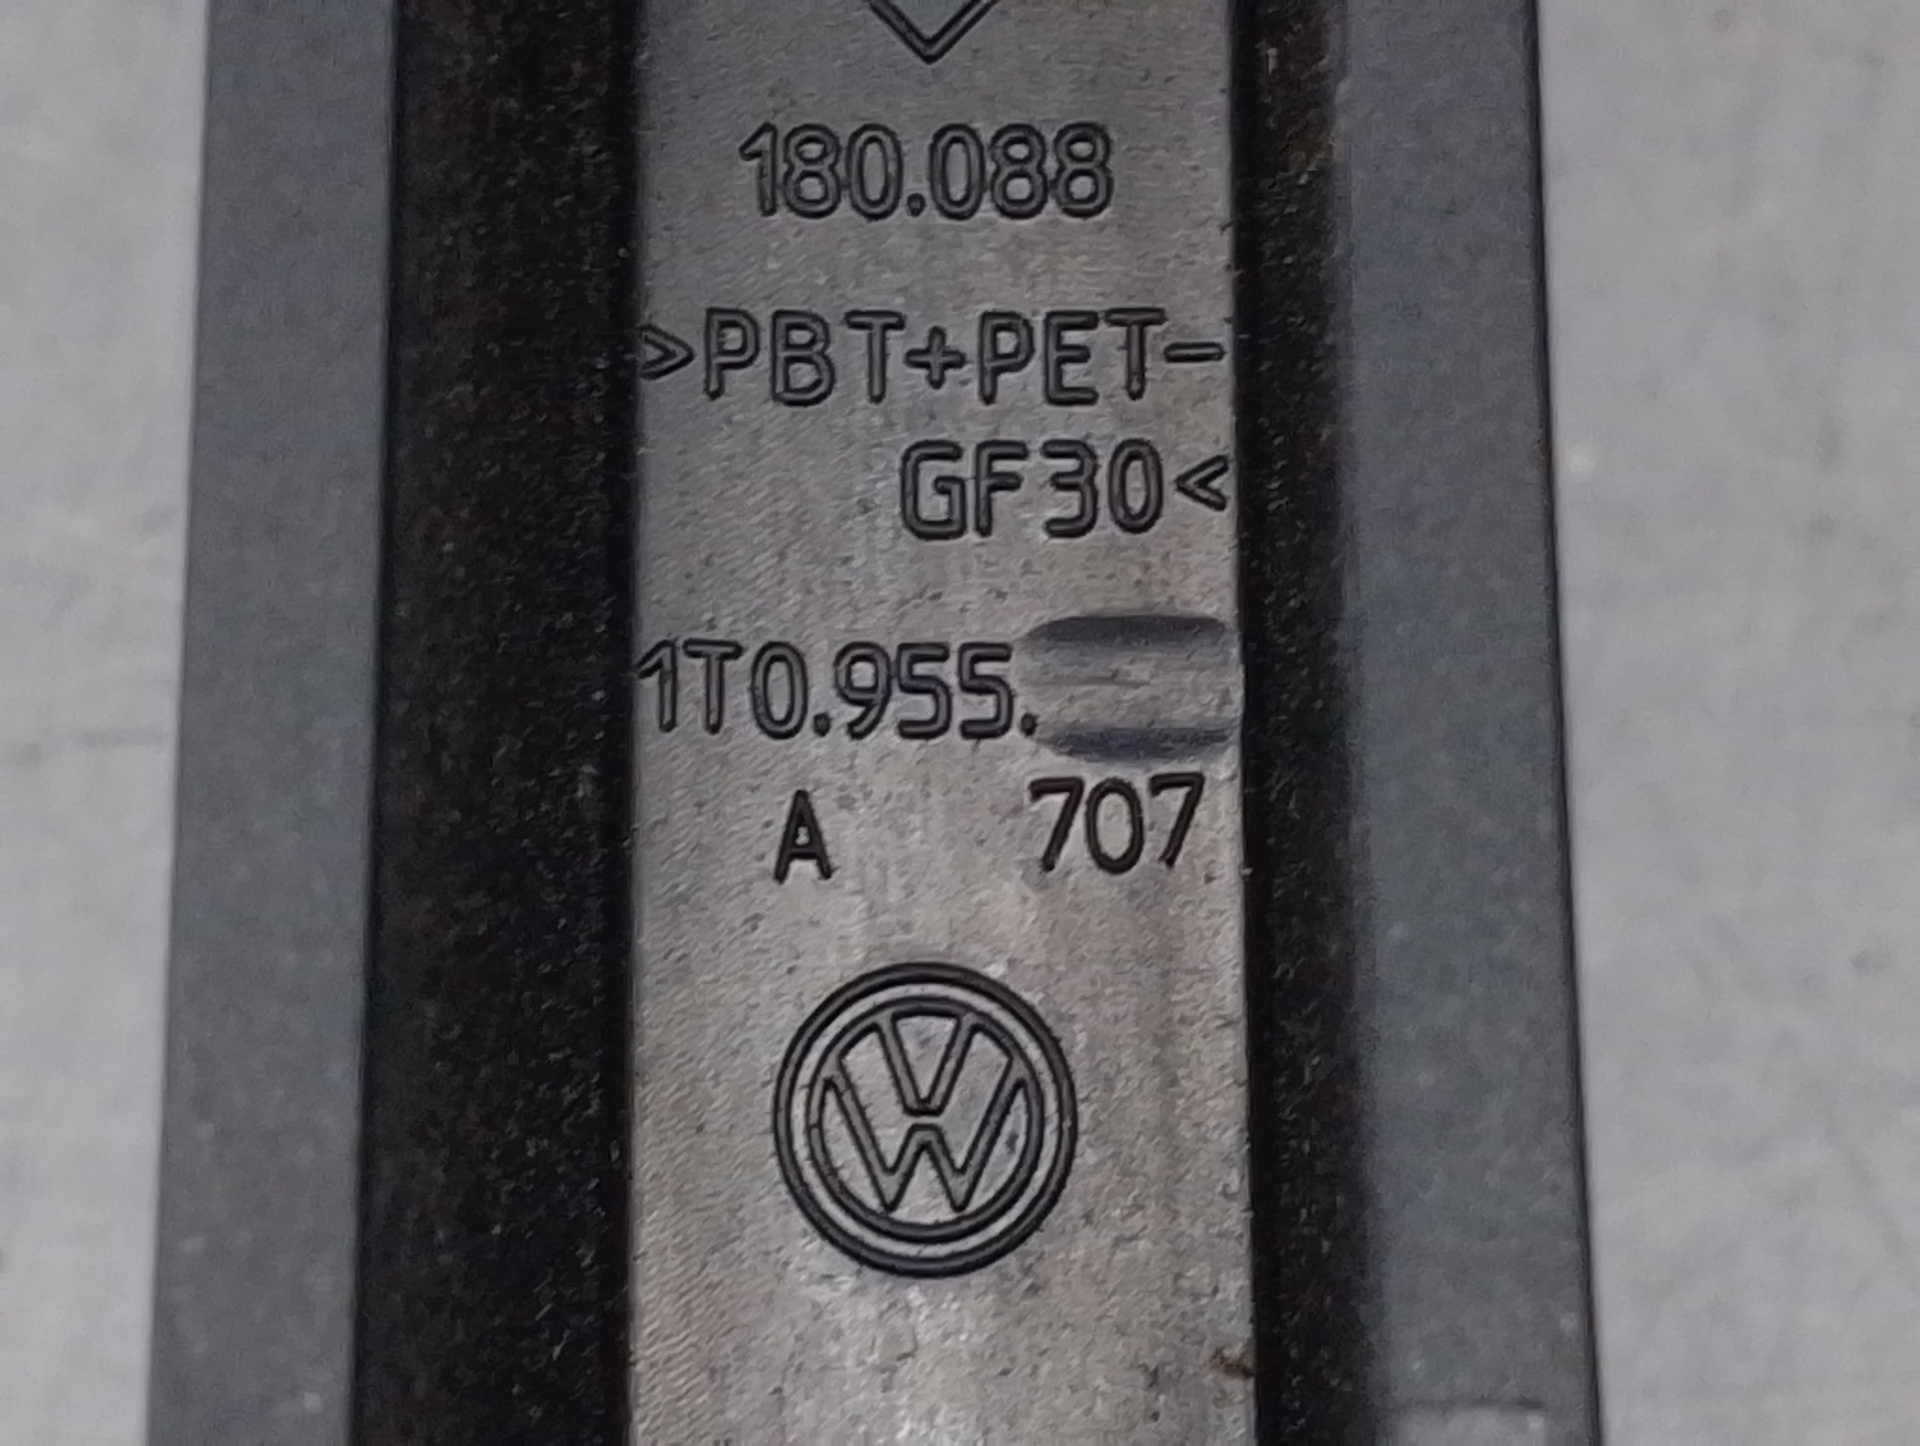 180.088
>PBT+PET-
GF30<
1T0.955.
A 707